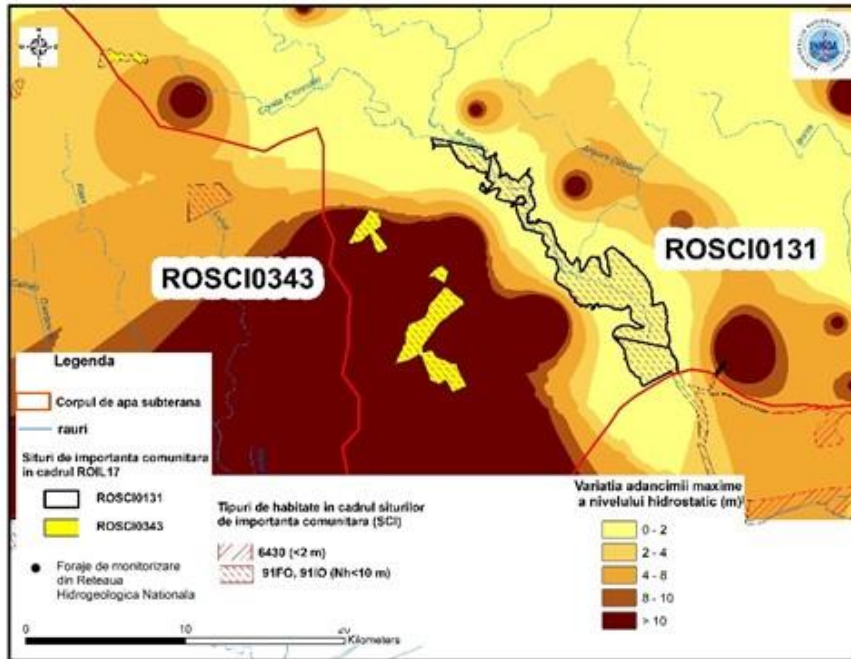 ROSCI0131
ROSCI0343
Legenda
Corpul de apa subterana
rauri
Situri de importanta comunitara
in cadrul ROIL17
ROSCI0131
ROSCI0343
Foraje de monitorizare
din Reteaua
Hidrogeologica Nationala
Tipuri de habitate in cadrul siturilor
de importanta comunitara (SCI)
6430 (<2 m)
91FO, 91IO (Nh<10 m)
Variatia adancimii maxime
a nivelului hidrostatic (m)
0 - 2
2 - 4
4 - 8
8 - 10
> 10
0 10 20
Kilometers